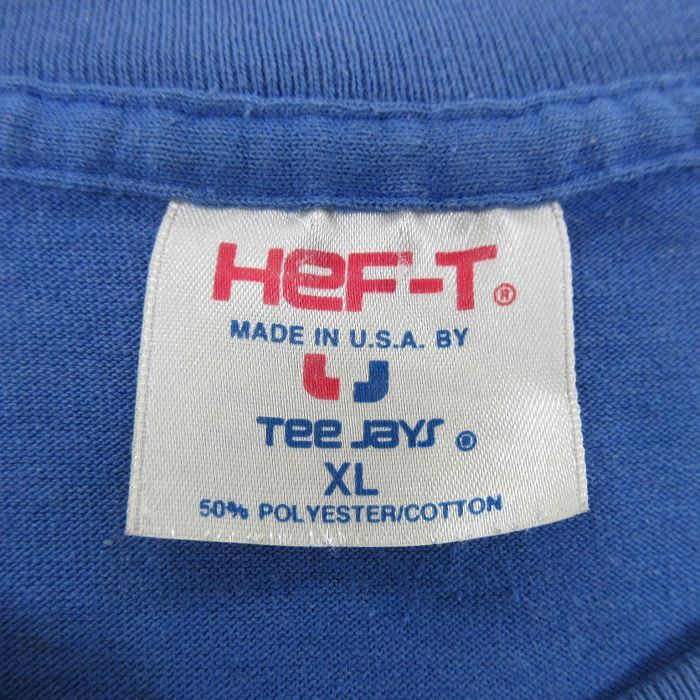 HeF-T®
MADE IN U.S.A. BY
Tee Jays ®
XL
50% POLYESTER/COTTON